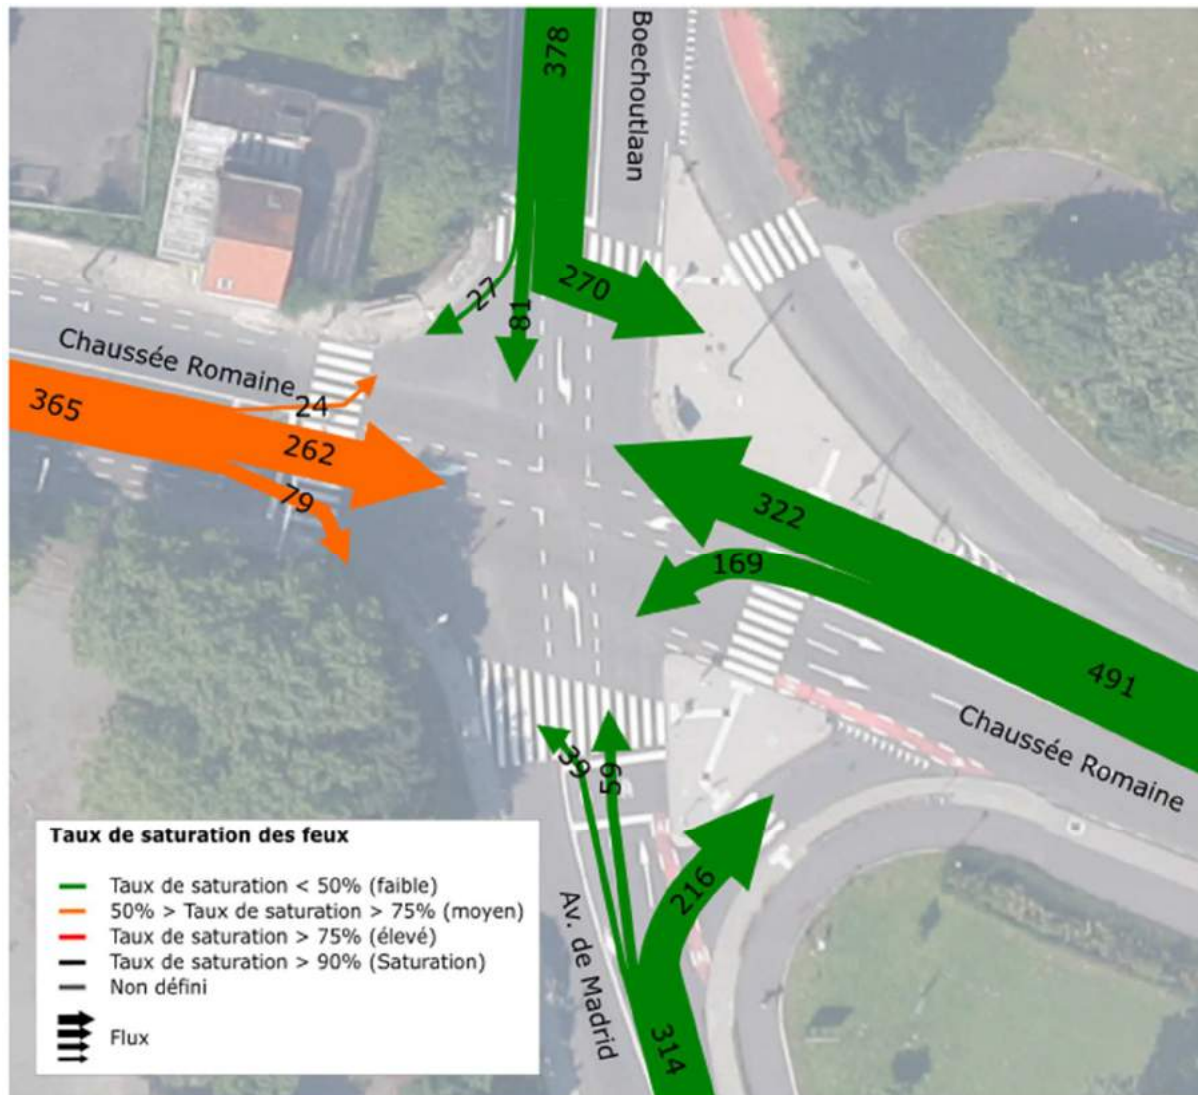 378
Boechoutlaan
27
81
270
Chaussée Romaine
365
24
262
79
322
169
491
Chaussée Romaine
39
59
216
Av. de Madrid
314
Taux de saturation des feux
Taux de saturation < 50% (faible)
50% > Taux de saturation > 75% (moyen)
Taux de saturation > 75% (élevé)
Taux de saturation > 90% (Saturation)
Non défini
Flux